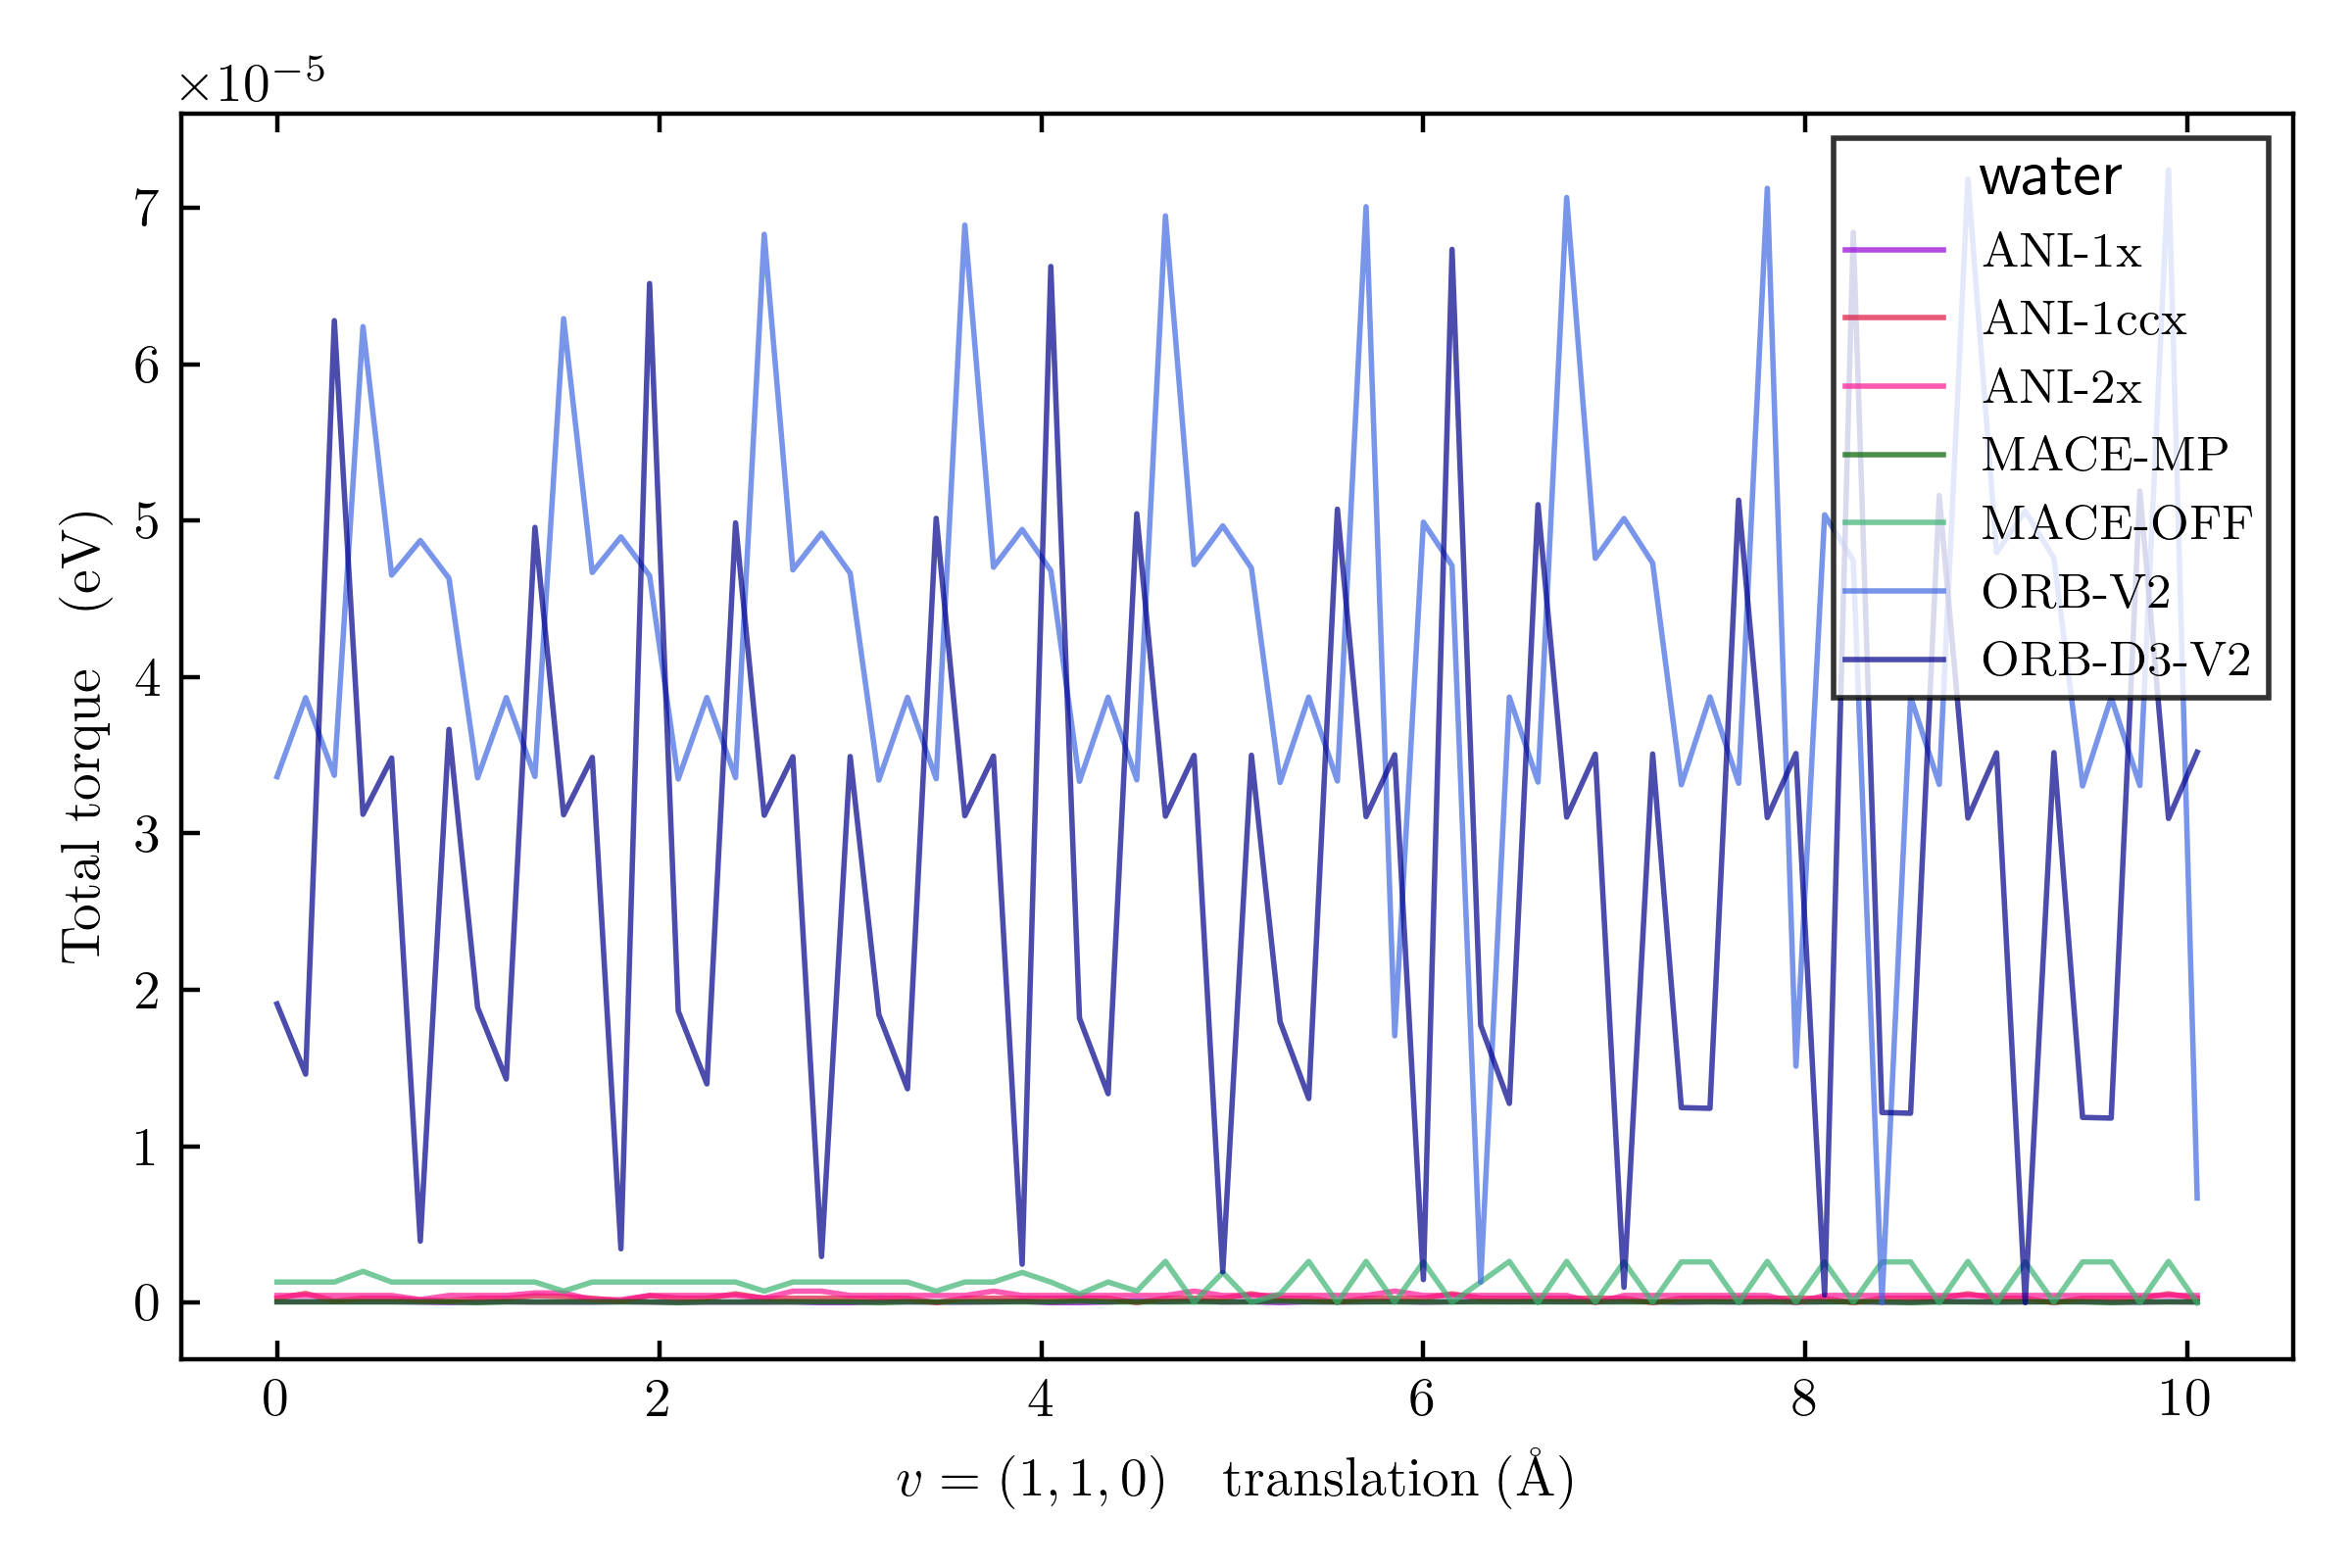 ×10⁻⁵
7
6
5
4
3
2
1
0
Total torque (eV)
0 2 4 6 8 10
v = (1, 1, 0) translation (Å)
water
ANI-1x
ANI-1ccx
ANI-2x
MACE-MP
MACE-OFF
ORB-V2
ORB-D3-V2